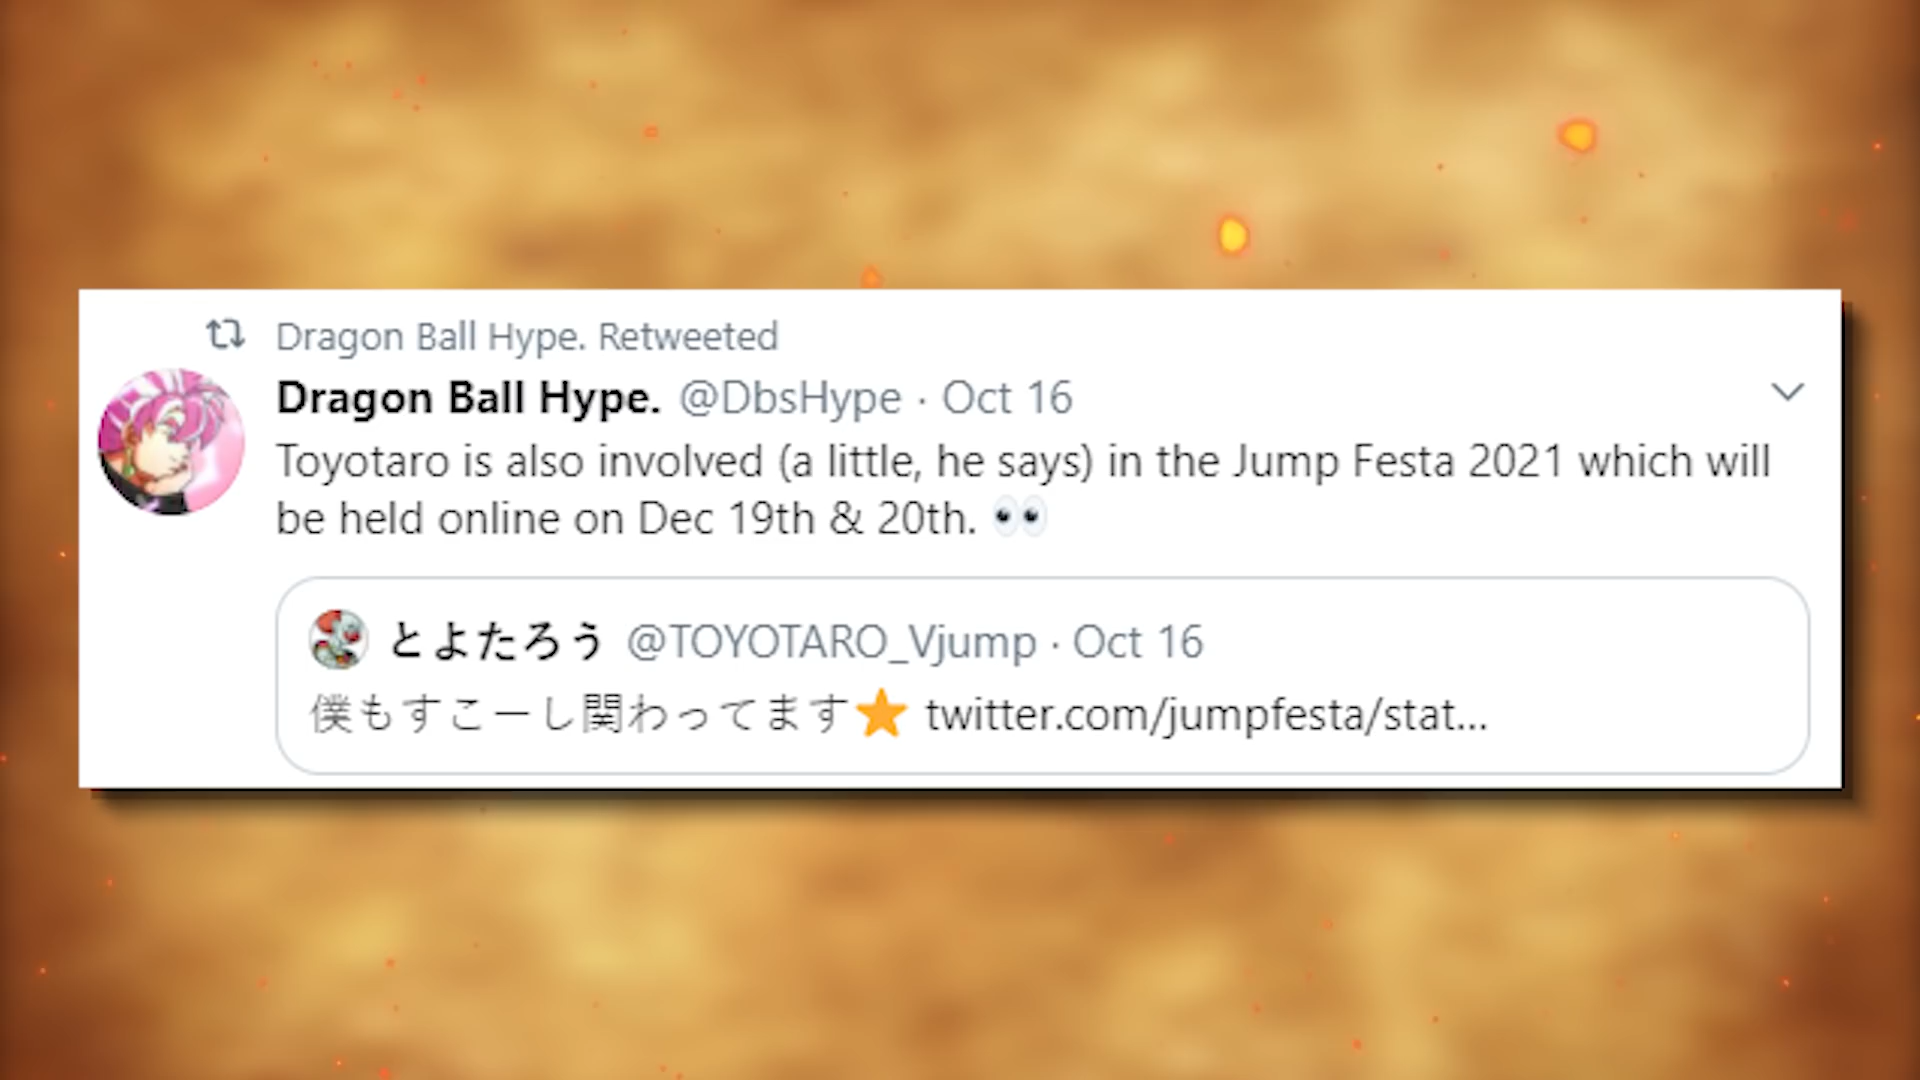 Dragon Ball Hype. Retweeted
Dragon Ball Hype. @DbsHype · Oct 16
Toyotaro is also involved (a little, he says) in the Jump Festa 2021 which will
be held online on Dec 19th & 20th. 👀
とよたろう @TOYOTARO_Vjump · Oct 16
僕もすこーし関わってます⭐ twitter.com/jumpfesta/stat...